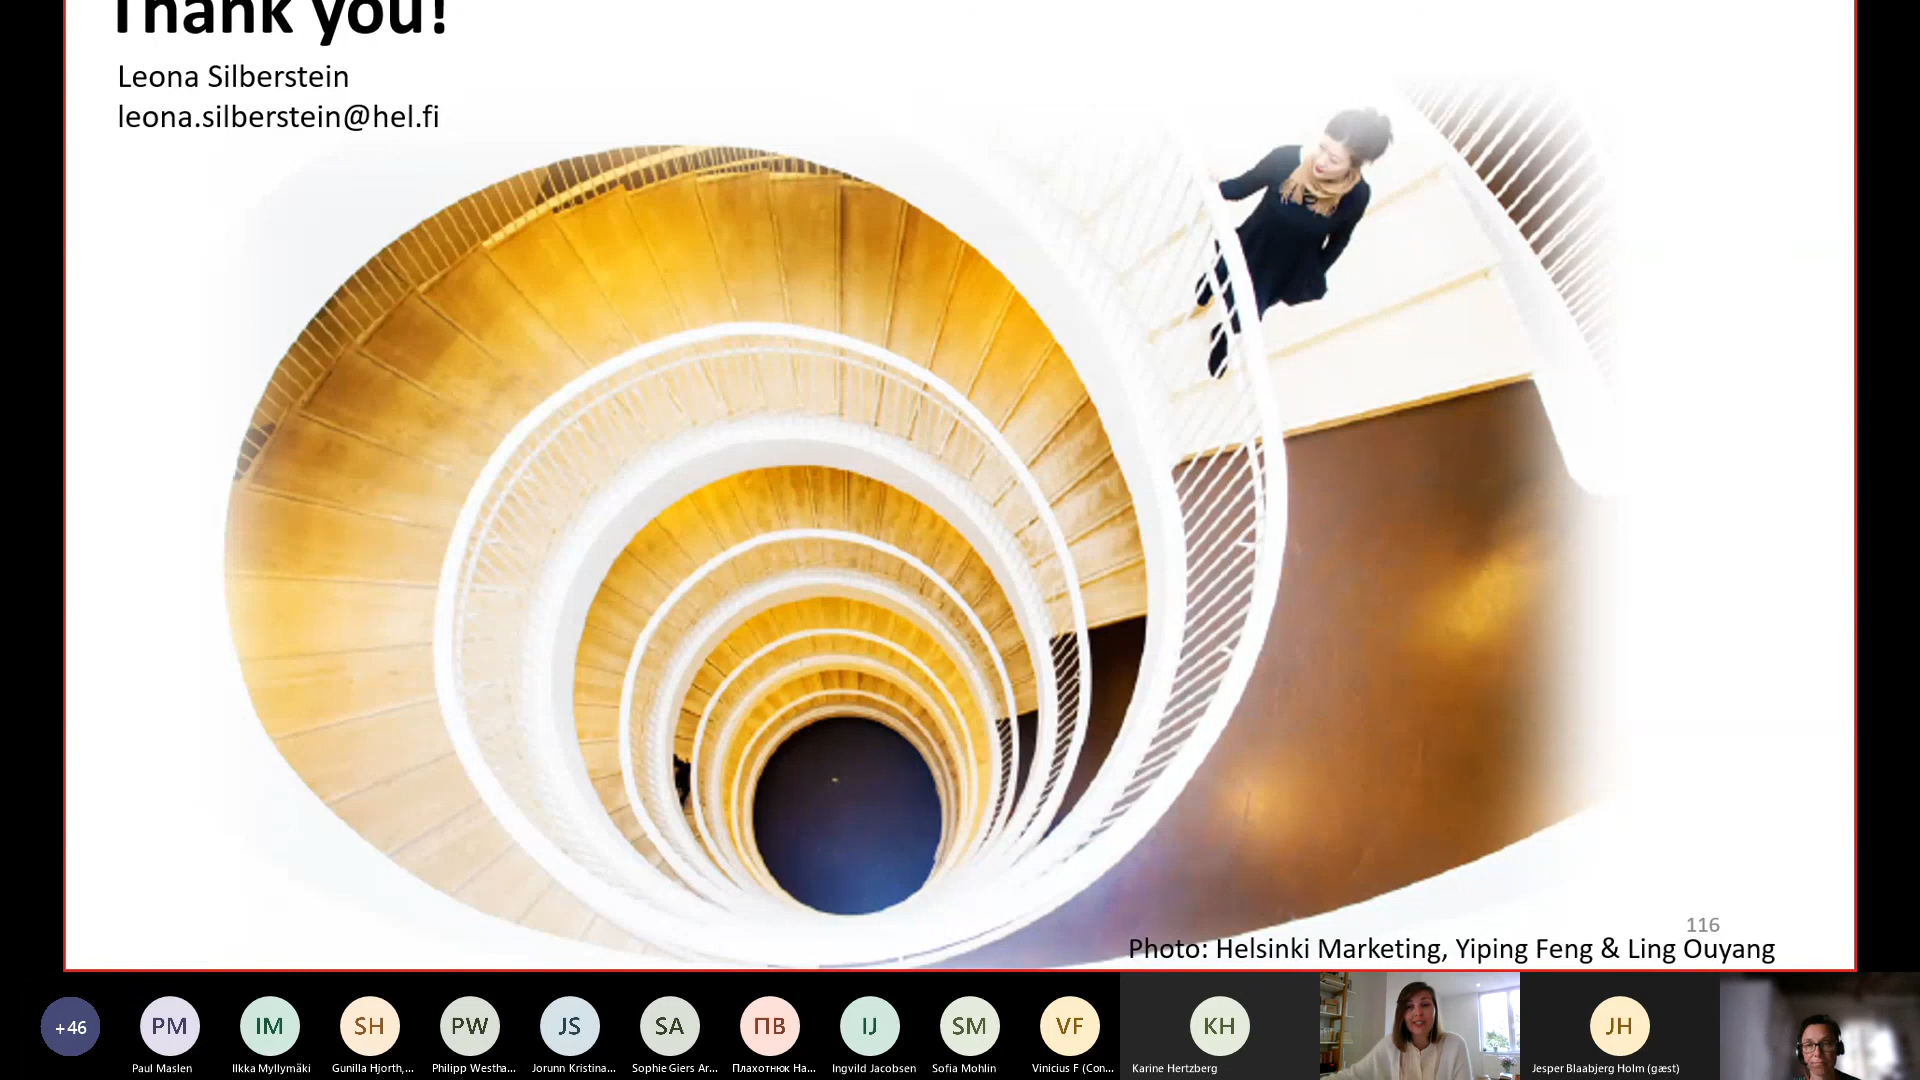 Thank you!
Leona Silberstein
leona.silberstein@hel.fi
116
Photo: Helsinki Marketing, Yiping Feng & Ling Ouyang
+46
PM
IM
SH
PW
JS
SA
ПВ
IJ
SM
VF
KH
JH
Paul Maslen
Ilkka Myllymäki
Gunilla Hjorth,...
Philipp Westha...
Jorunn Kristina...
Sophie Giers Ar...
Плахотнюк На...
Ingvild Jacobsen
Sofia Mohlin
Vinicius F (Con...
Karine Hertzberg
Jesper Blaabjerg Holm (gæst)